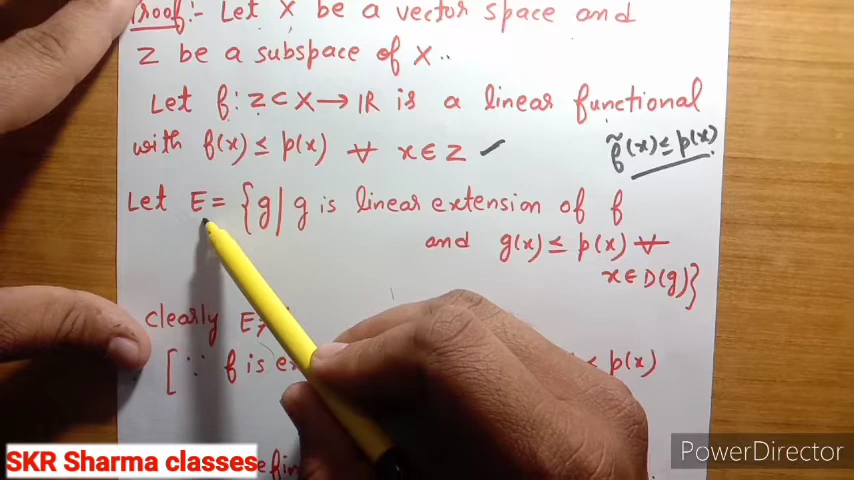 Proof:- Let X be a vector space and
Z be a subspace of X..
Let f: Z⊂X→ℝ is a linear functional
with f(x) ≤ p(x) ∀ x∈Z ✓
f̃(x) ≤ p(x)
Let E = {g| g is linear extension of f
and g(x) ≤ p(x) ∀
x∈D(g)}
clearly E≠
[∵ f is ≤ p(x)
SKR Sharma classes
PowerDirector